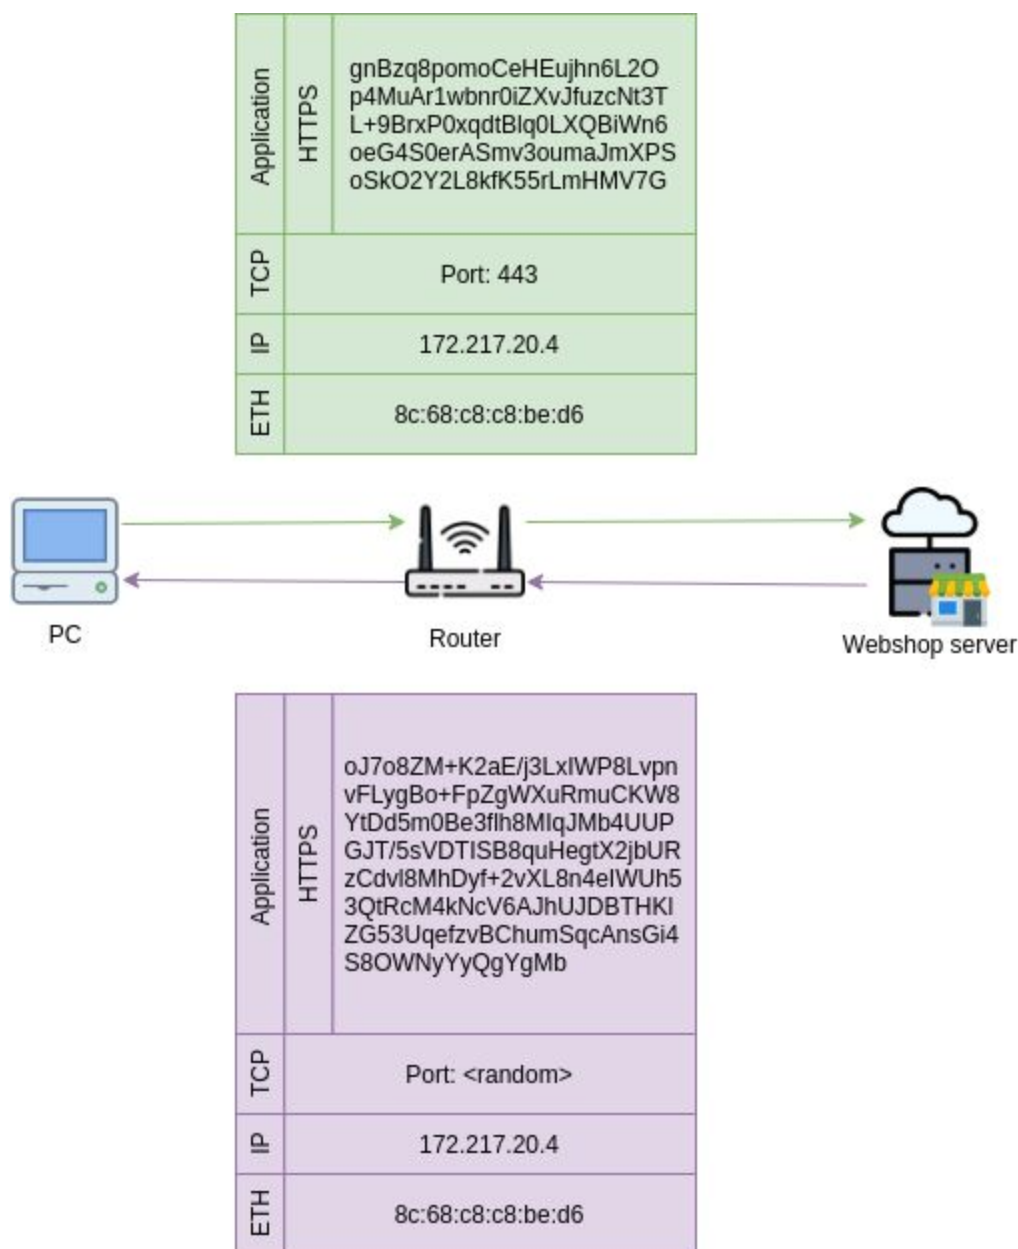 Application
HTTPS
gnBzq8pomoCeHEujhn6L2O
p4MuAr1wbnr0iZXvJfuzcNt3T
L+9BrxP0xqdtBlq0LXQBiWn6
oeG4S0erASmv3oumaJmXPS
oSkO2Y2L8kfK55rLmHMV7G
TCP
Port: 443
IP
172.217.20.4
ETH
8c:68:c8:c8:be:d6
PC
Router
Webshop server
Application
HTTPS
oJ7o8ZM+K2aE/j3LxIWP8Lvpn
vFLygBo+FpZgWXuRmuCKW8
YtDd5m0Be3flh8MIqJMb4UUP
GJT/5sVDTISB8quHegtX2jbUR
zCdvl8MhDyf+2vXL8n4eIWUh5
3QtRcM4kNcV6AJhUJDBTHKI
ZG53UqefzvBChumSqcAnsGi4
S8OWNyYyQgYgMb
TCP
Port: <random>
IP
172.217.20.4
ETH
8c:68:c8:c8:be:d6